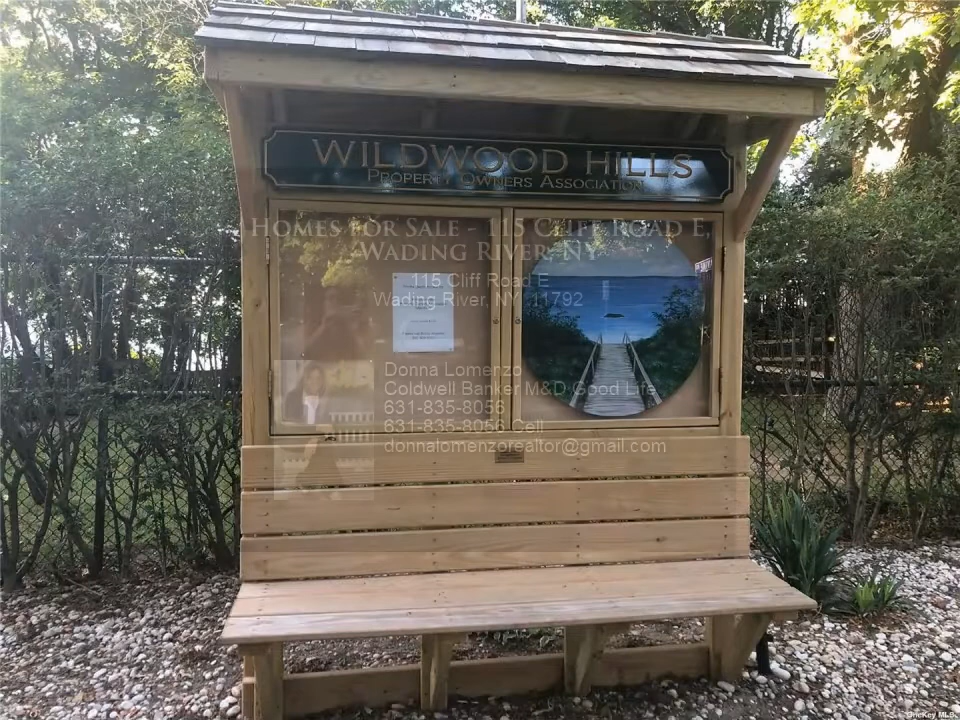 WILDWOOD HILLS
PROPERTY OWNERS ASSOCIATION
HOMES FOR SALE - 115 CLIFF ROAD E,
WADING RIVER, NY
115 Cliff Road E
Wading River, NY 11792
Donna Lomenzo
Coldwell Banker M&D Good Life
631-835-8056
631-835-8056 Cell
donnalomenzorealtor@gmail.com
OneKey MLS